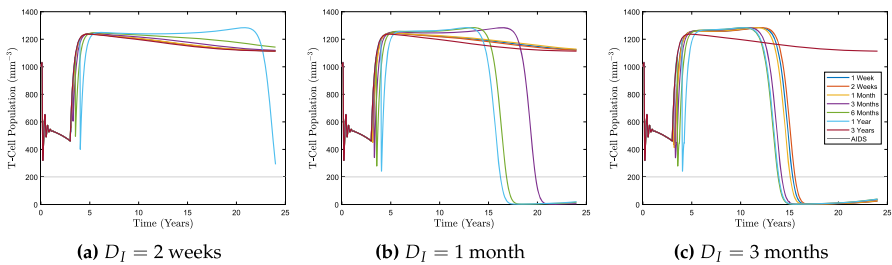 1400
1200
1000
800
600
400
200
0
T-Cell Population (mm⁻³)
0 5 10 15 20 25
Time (Years)
(a) D_I = 2 weeks
1400
1200
1000
800
600
400
200
0
T-Cell Population (mm⁻³)
0 5 10 15 20 25
Time (Years)
(b) D_I = 1 month
1400
1200
1000
800
600
400
200
0
T-Cell Population (mm⁻³)
1 Week
2 Weeks
1 Month
3 Months
6 Months
1 Year
3 Years
AIDS
0 5 10 15 20 25
Time (Years)
(c) D_I = 3 months